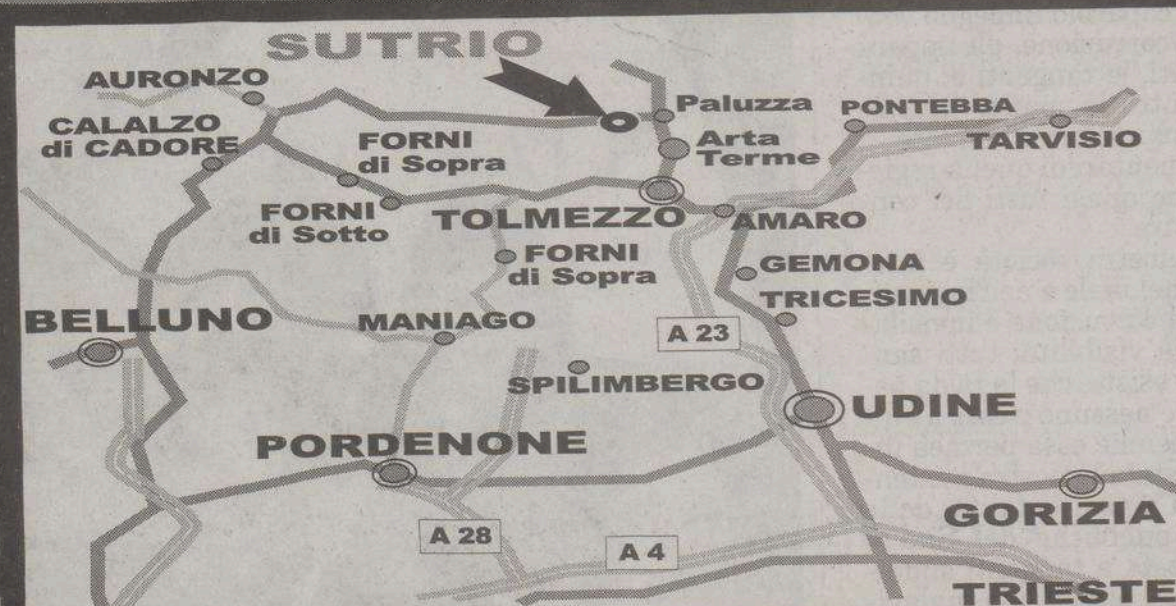 SUTRIO
AURONZO
CALALZO
di CADORE
FORNI
di Sopra
Paluzza
Arta
Terme
PONTEBBA
TARVISIO
FORNI
di Sotto
TOLMEZZO
AMARO
FORNI
di Sopra
GEMONA
TRICESIMO
BELLUNO
MANIAGO
A 23
SPILIMBERGO
UDINE
PORDENONE
GORIZIA
A 28
A 4
TRIESTE